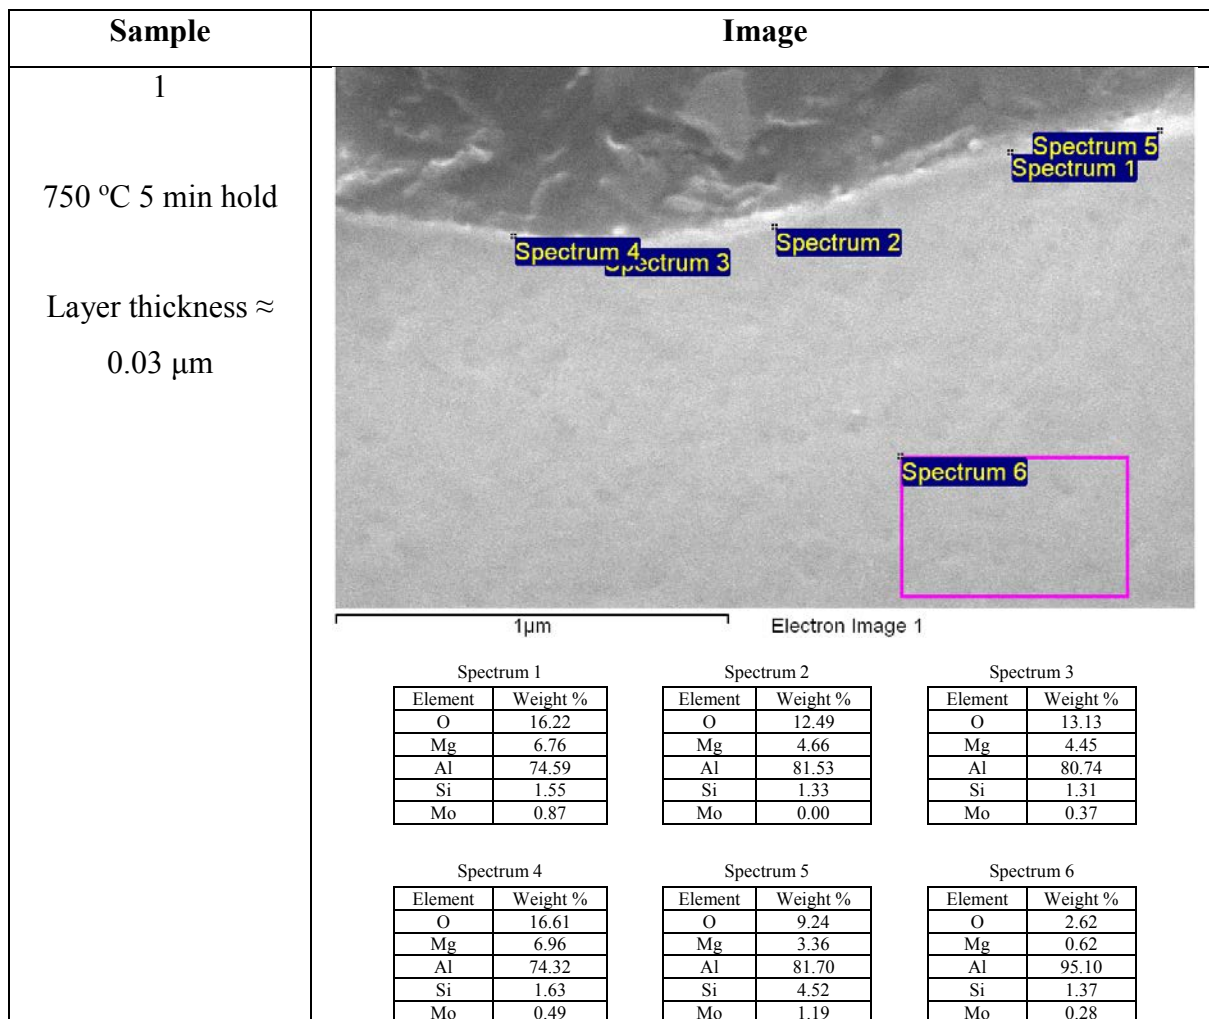 Sample Image
1
750 ºC 5 min hold
Layer thickness ≈
0.03 μm
Spectrum 5
Spectrum 1
Spectrum 2
Spectrum 4
Spectrum 3
Spectrum 6
1μm Electron Image 1
Spectrum 1 Spectrum 2 Spectrum 3
Element Weight % Element Weight % Element Weight %
O 16.22 O 12.49 O 13.13
Mg 6.76 Mg 4.66 Mg 4.45
Al 74.59 Al 81.53 Al 80.74
Si 1.55 Si 1.33 Si 1.31
Mo 0.87 Mo 0.00 Mo 0.37
Spectrum 4 Spectrum 5 Spectrum 6
Element Weight % Element Weight % Element Weight %
O 16.61 O 9.24 O 2.62
Mg 6.96 Mg 3.36 Mg 0.62
Al 74.32 Al 81.70 Al 95.10
Si 1.63 Si 4.52 Si 1.37
Mo 0.49 Mo 1.19 Mo 0.28